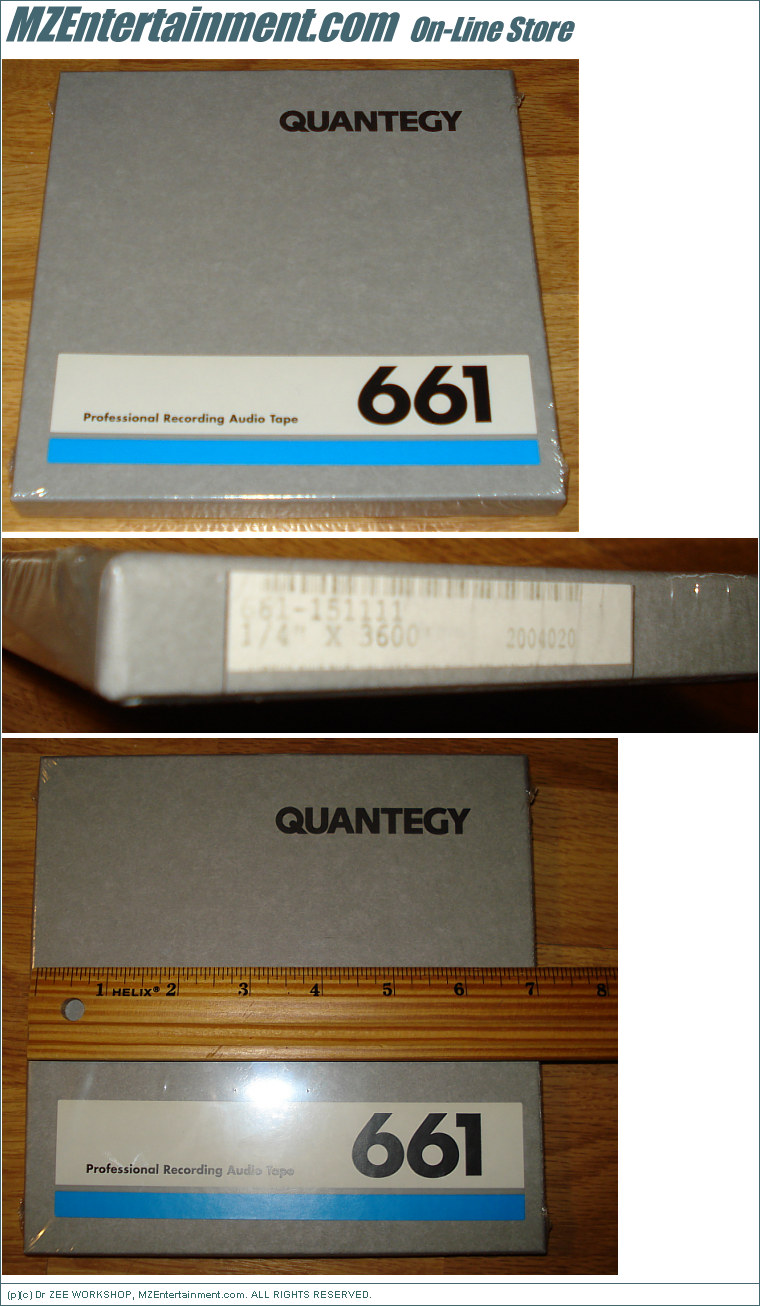 MZEntertainment.com On-Line Store
QUANTEGY
661
Professional Recording Audio Tape
661-151111
1/4" X 3600'
2004020
QUANTEGY
1 HELIX® 2 3 4 5 6 7 8
661
Professional Recording Audio Tape
(p)(c) Dr ZEE WORKSHOP, MZEntertainment.com. ALL RIGHTS RESERVED.